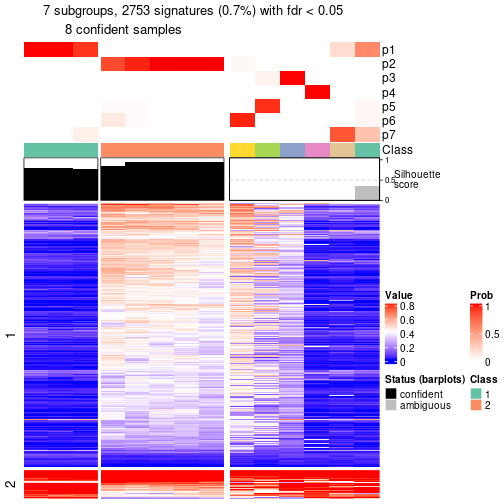 7 subgroups, 2753 signatures (0.7%) with fdr < 0.05
8 confident samples
p1
p2
p3
p4
p5
p6
p7
Class
1
0.5
0
Silhouette
score
1
2
Value
0.8
0.6
0.4
0.2
0
Prob
1
0.5
0
Status (barplots)
confident
ambiguous
Class
1
2